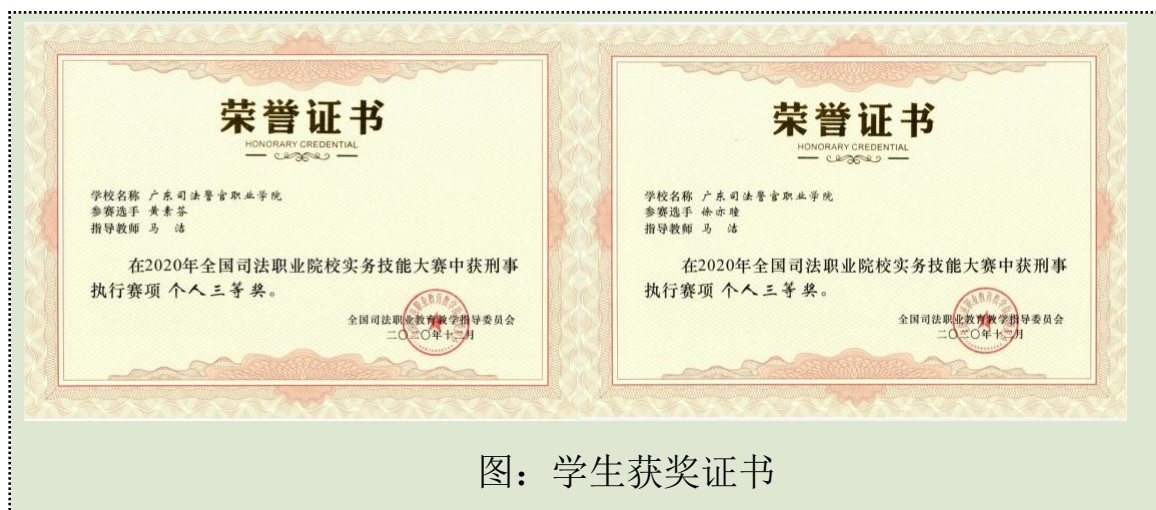 荣誉证书
HONORARY CREDENTIAL
学校名称 广东司法警官职业学院
参赛选手 黄素芬
指导教师 马 洁
在2020年全国司法职业院校实务技能大赛中获刑事
执行赛项 个人三等奖。
全国司法职业教育教学指导委员会
二〇二〇年十二月
荣誉证书
HONORARY CREDENTIAL
学校名称 广东司法警官职业学院
参赛选手 徐亦瞳
指导教师 马 洁
在2020年全国司法职业院校实务技能大赛中获刑事
执行赛项 个人三等奖。
全国司法职业教育教学指导委员会
二〇二〇年十二月
图：学生获奖证书